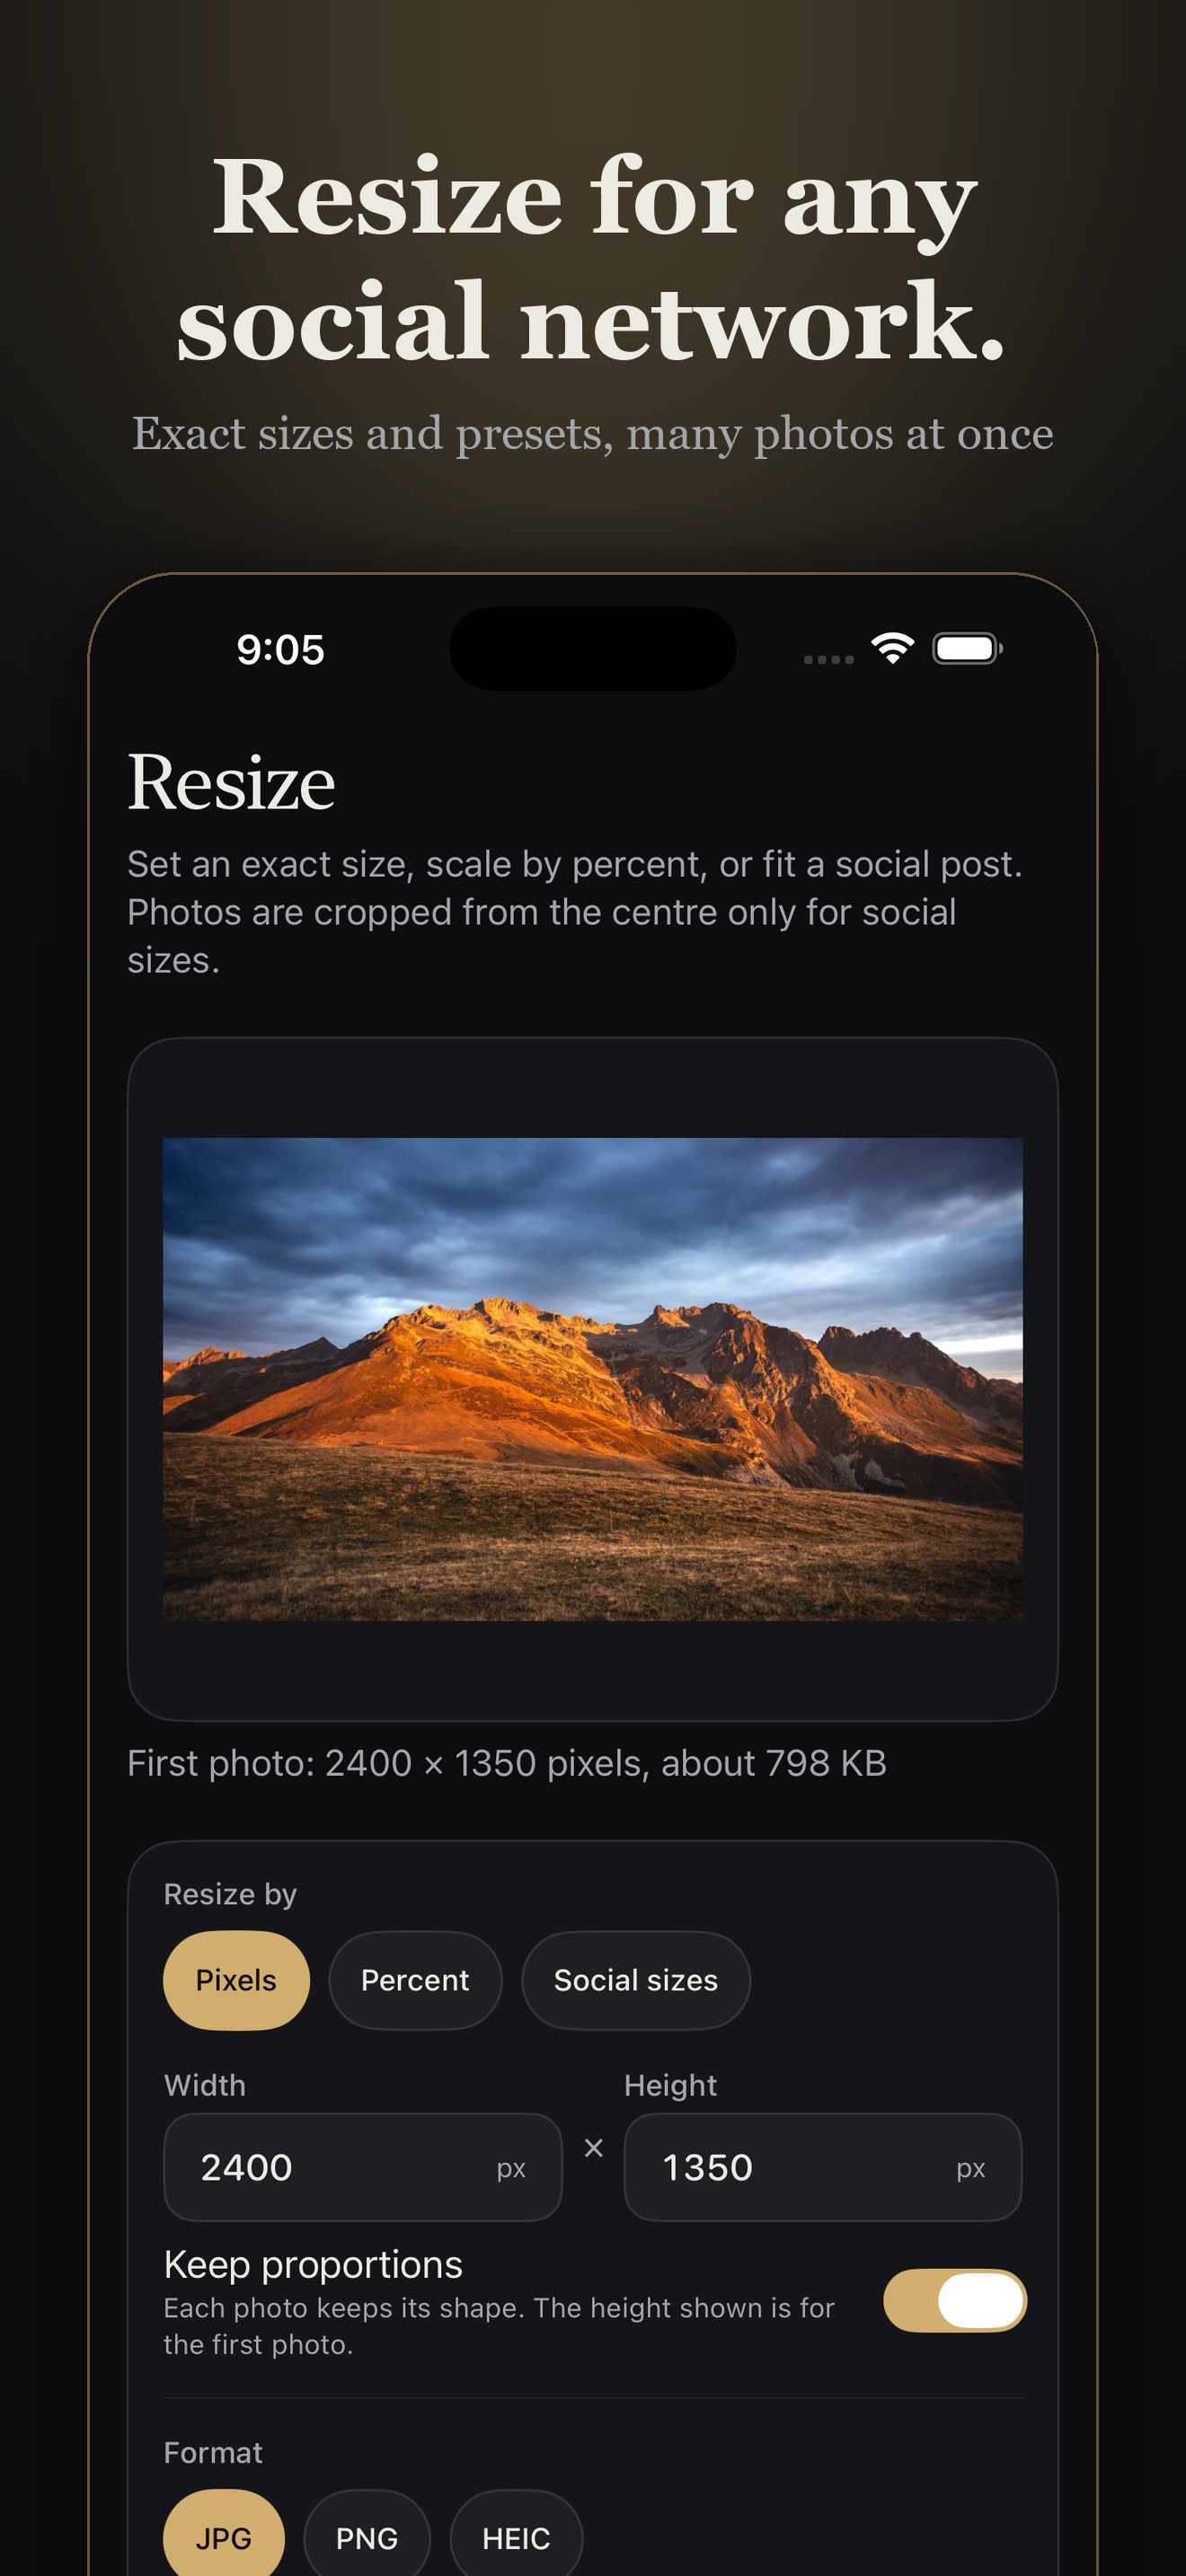 Resize for any
social network.
Exact sizes and presets, many photos at once
9:05
Resize
Set an exact size, scale by percent, or fit a social post.
Photos are cropped from the centre only for social
sizes.
First photo: 2400 × 1350 pixels, about 798 KB
Resize by
Pixels Percent Social sizes
Width Height
2400 px × 1350 px
Keep proportions
Each photo keeps its shape. The height shown is for
the first photo.
Format
JPG PNG HEIC